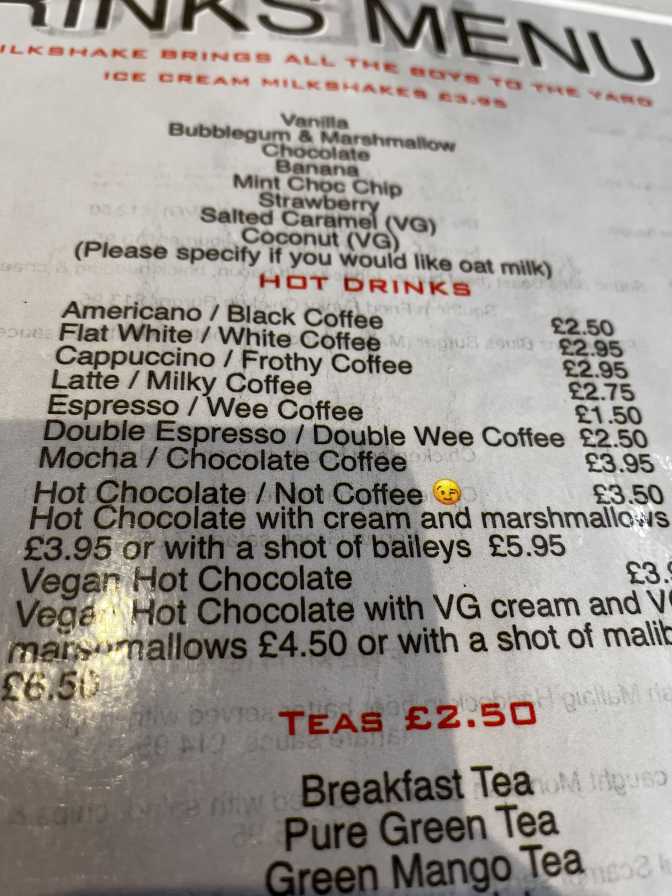 DRINKS MENU
MILKSHAKE BRINGS ALL THE BOYS TO THE YARD
ICE CREAM MILKSHAKES £3.95
Vanilla
Bubblegum & Marshmallow
Chocolate
Banana
Mint Choc Chip
Strawberry
Salted Caramel (VG)
Coconut (VG)
(Please specify if you would like oat milk)
HOT DRINKS
Americano / Black Coffee £2.50
Flat White / White Coffee £2.95
Cappuccino / Frothy Coffee £2.95
Latte / Milky Coffee £2.75
Espresso / Wee Coffee £1.50
Double Espresso / Double Wee Coffee £2.50
Mocha / Chocolate Coffee £3.95
Hot Chocolate / Not Coffee 😉 £3.50
Hot Chocolate with cream and marshmallows
£3.95 or with a shot of baileys £5.95
Vegan Hot Chocolate
Vegan Hot Chocolate with VG cream and VG
marshmallows £4.50 or with a shot of
£6.50
TEAS £2.50
Breakfast Tea
Pure Green Tea
Green Mango Tea